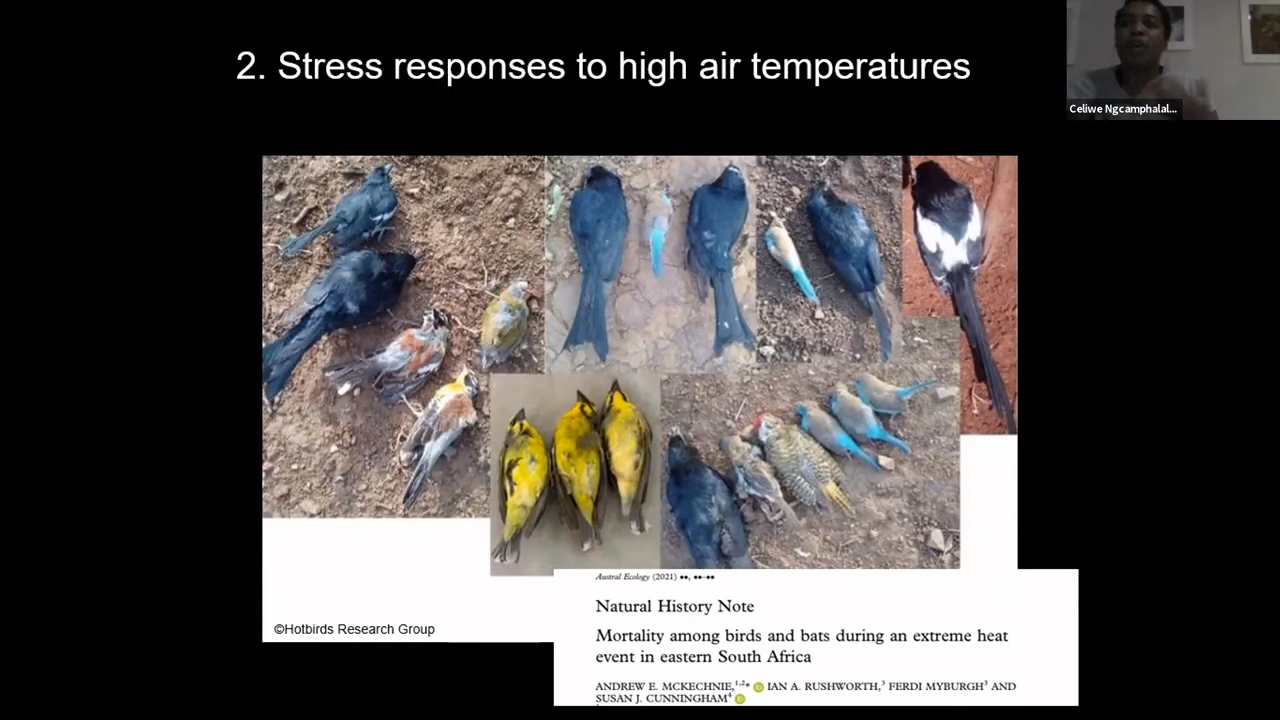 2. Stress responses to high air temperatures
Celiwe Ngcamphalal...
©Hotbirds Research Group
Austral Ecology (2021) ••, ••–••
Natural History Note
Mortality among birds and bats during an extreme heat
event in eastern South Africa
ANDREW E. MCKECHNIE,1,2* IAN A. RUSHWORTH,3 FERDI MYBURGH3 AND
SUSAN J. CUNNINGHAM4